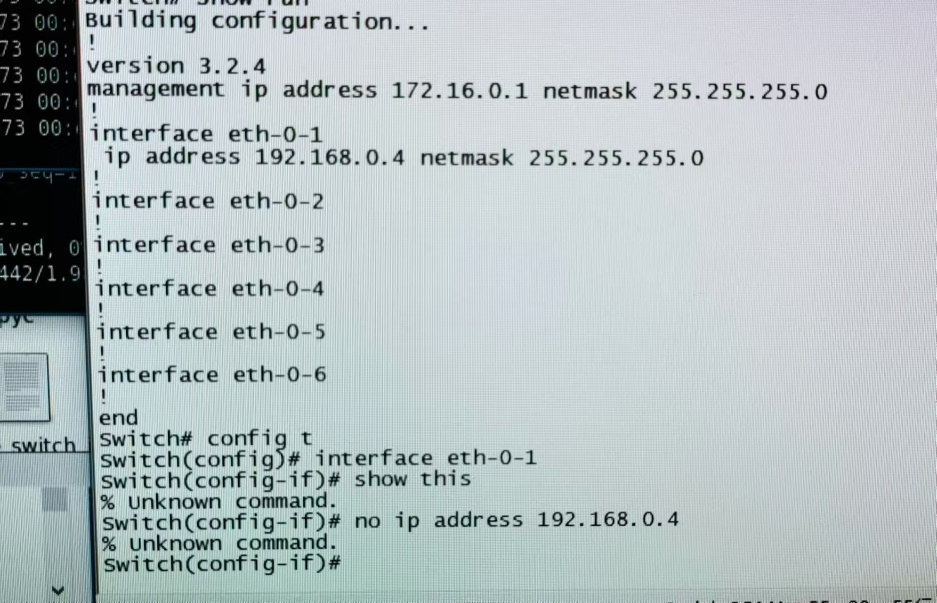 73 00:
73 00:
73 00:
73 00:
73 00:
---
ived, 0
442/1.9
switch
Switch# show run
Building configuration...
!
version 3.2.4
management ip address 172.16.0.1 netmask 255.255.255.0
!
interface eth-0-1
ip address 192.168.0.4 netmask 255.255.255.0
!
interface eth-0-2
!
interface eth-0-3
!
interface eth-0-4
!
interface eth-0-5
!
interface eth-0-6
!
end
Switch# config t
Switch(config)# interface eth-0-1
Switch(config-if)# show this
% Unknown command.
Switch(config-if)# no ip address 192.168.0.4
% Unknown command.
Switch(config-if)#